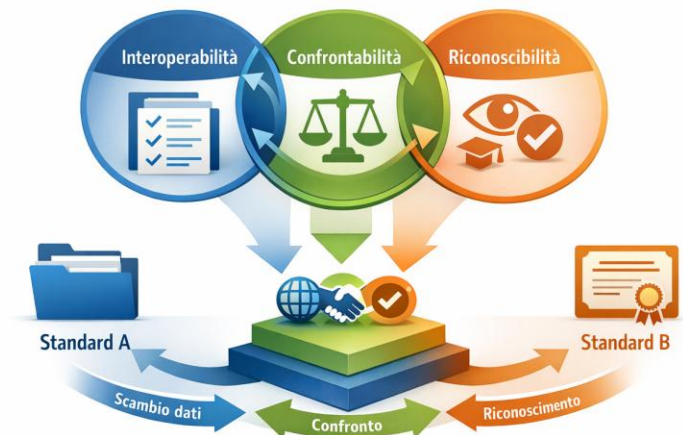 Interoperabilità
Confrontabilità
Riconoscibilità
Standard A
Standard B
Scambio dati
Confronto
Riconoscimento